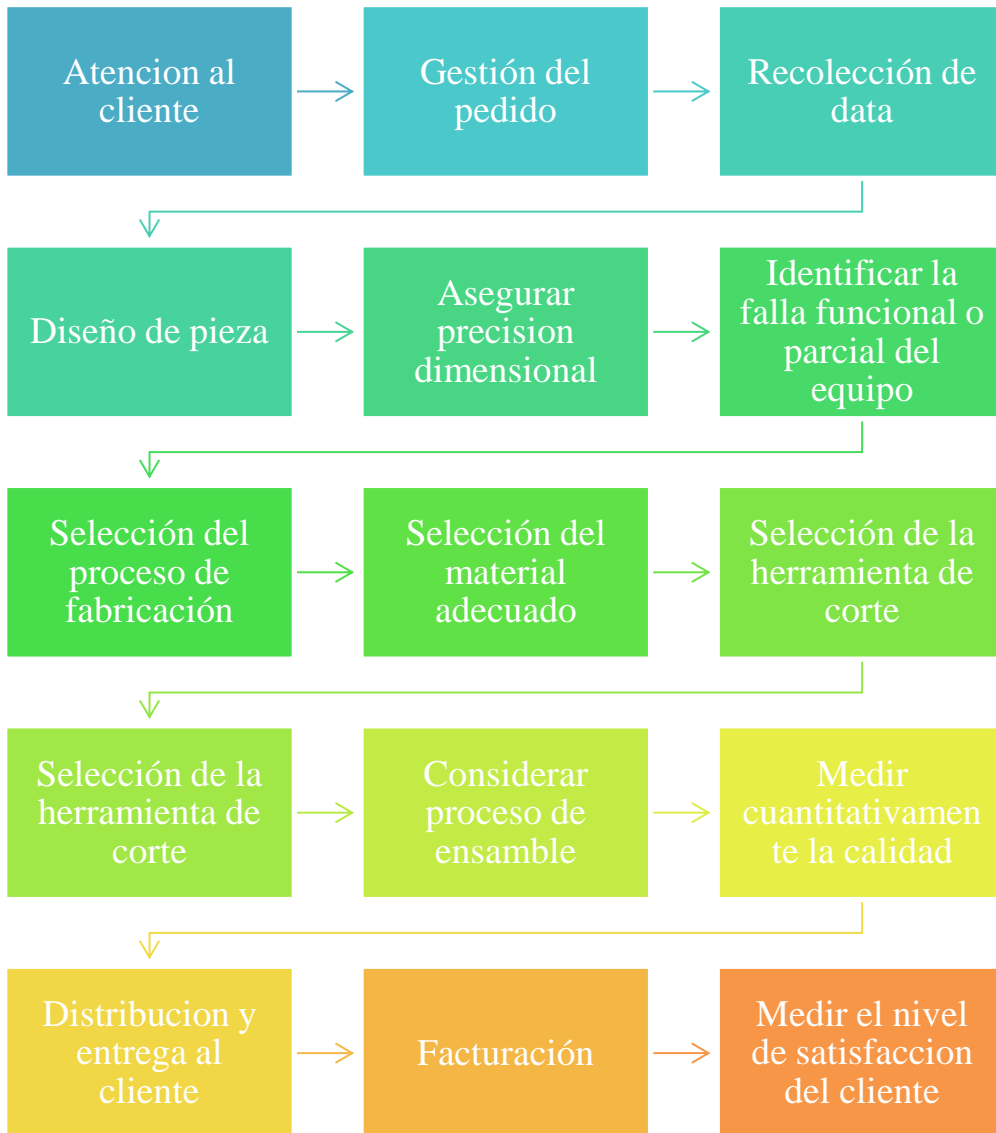 Atencion al
cliente
Gestión del
pedido
Recolección de
data
Diseño de pieza
Asegurar
precision
dimensional
Identificar la
falla funcional o
parcial del
equipo
Selección del
proceso de
fabricación
Selección del
material
adecuado
Selección de la
herramienta de
corte
Selección de la
herramienta de
corte
Considerar
proceso de
ensamble
Medir
cuantitativamen
te la calidad
Distribucion y
entrega al
cliente
Facturación
Medir el nivel
de satisfaccion
del cliente